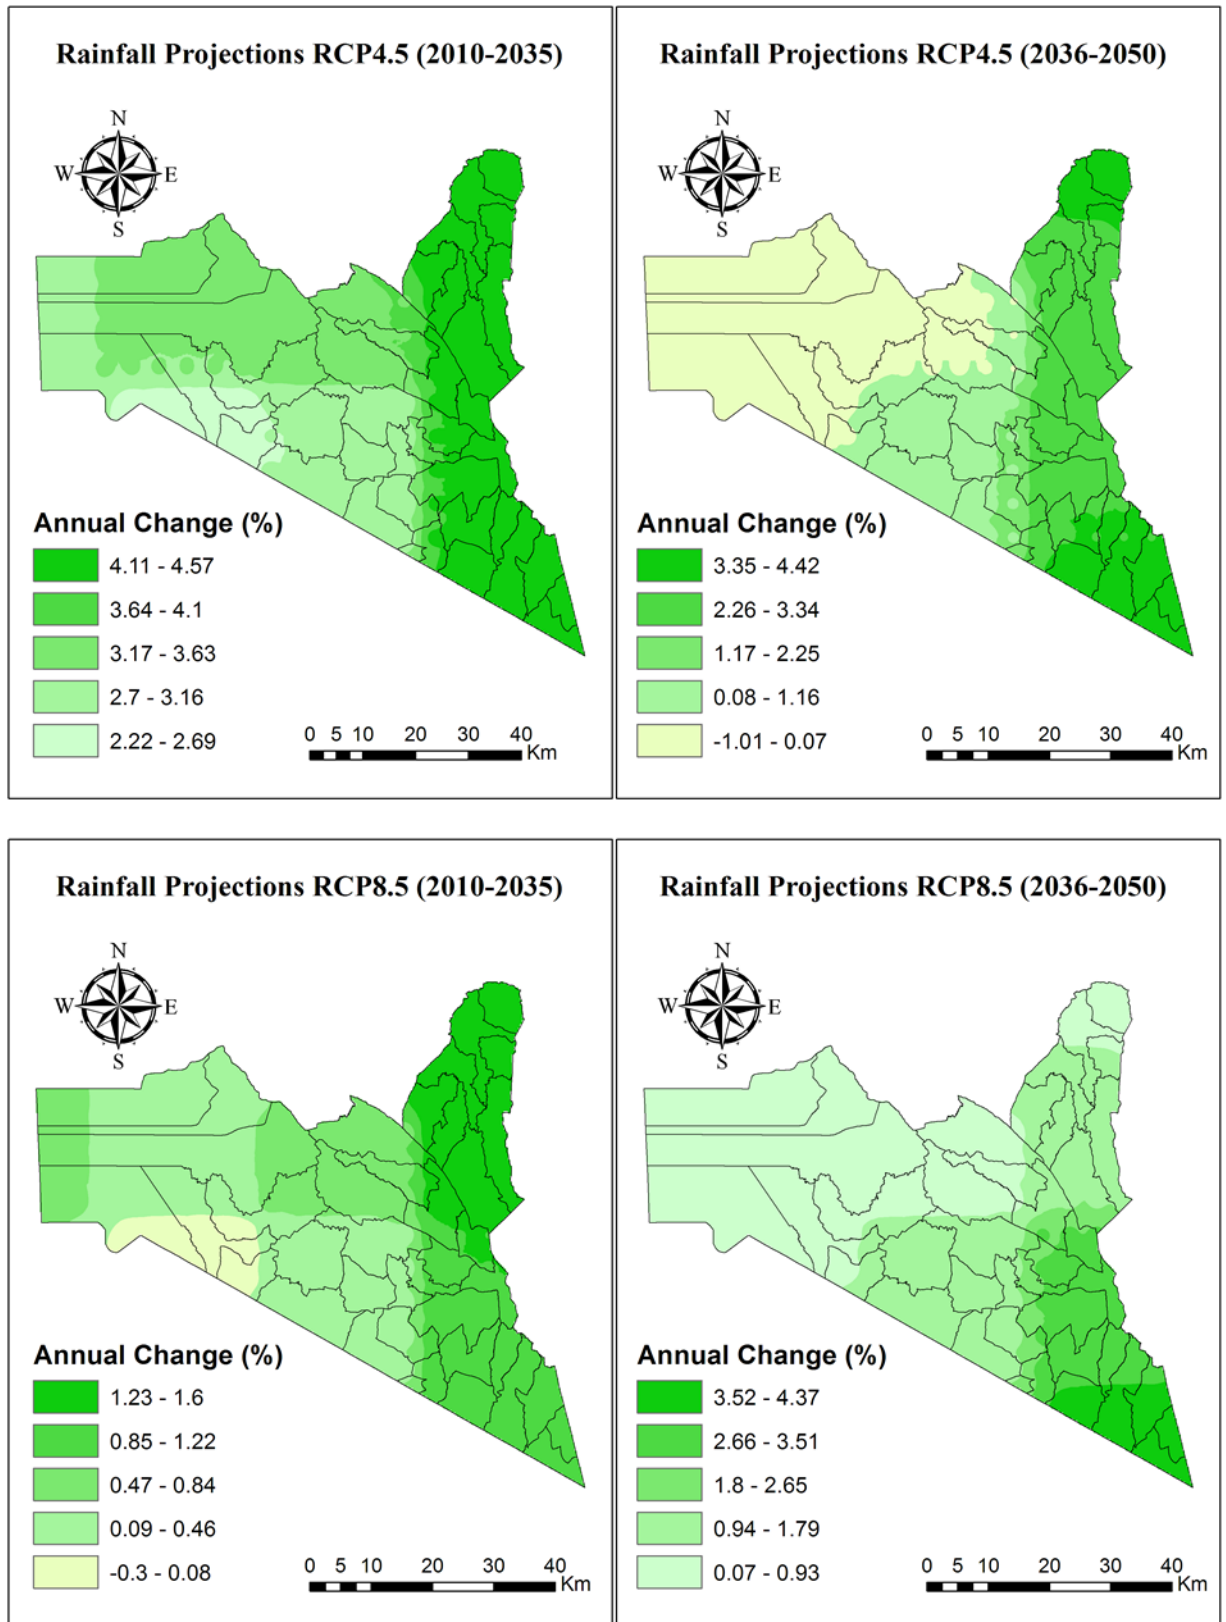 Rainfall Projections RCP4.5 (2010-2035)
N
W E
S
Annual Change (%)
4.11 - 4.57
3.64 - 4.1
3.17 - 3.63
2.7 - 3.16
2.22 - 2.69
0 5 10 20 30 40
Km
Rainfall Projections RCP4.5 (2036-2050)
N
W E
S
Annual Change (%)
3.35 - 4.42
2.26 - 3.34
1.17 - 2.25
0.08 - 1.16
-1.01 - 0.07
0 5 10 20 30 40
Km
Rainfall Projections RCP8.5 (2010-2035)
N
W E
S
Annual Change (%)
1.23 - 1.6
0.85 - 1.22
0.47 - 0.84
0.09 - 0.46
-0.3 - 0.08
0 5 10 20 30 40
Km
Rainfall Projections RCP8.5 (2036-2050)
N
W E
S
Annual Change (%)
3.52 - 4.37
2.66 - 3.51
1.8 - 2.65
0.94 - 1.79
0.07 - 0.93
0 5 10 20 30 40
Km